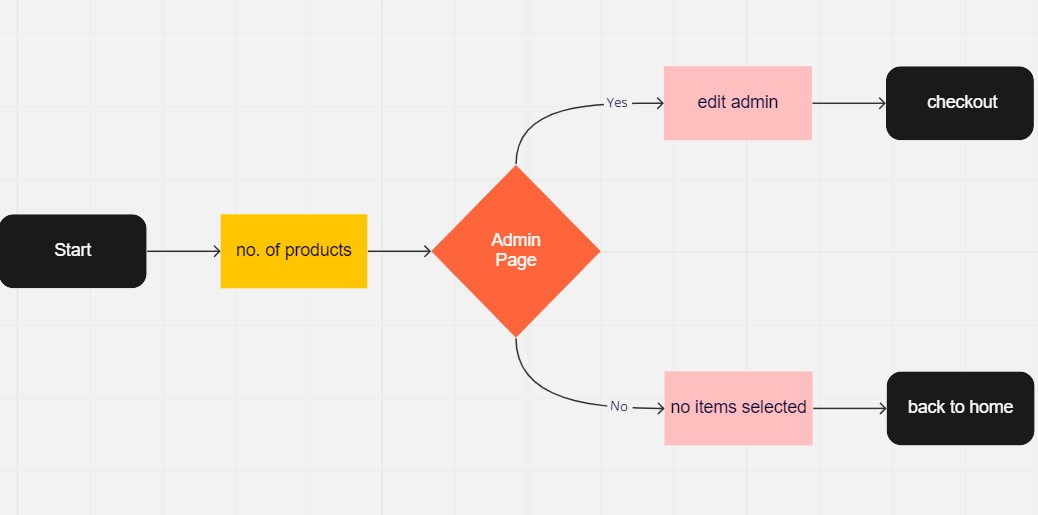 Start
no. of products
Admin
Page
Yes
edit admin
checkout
No
no items selected
back to home